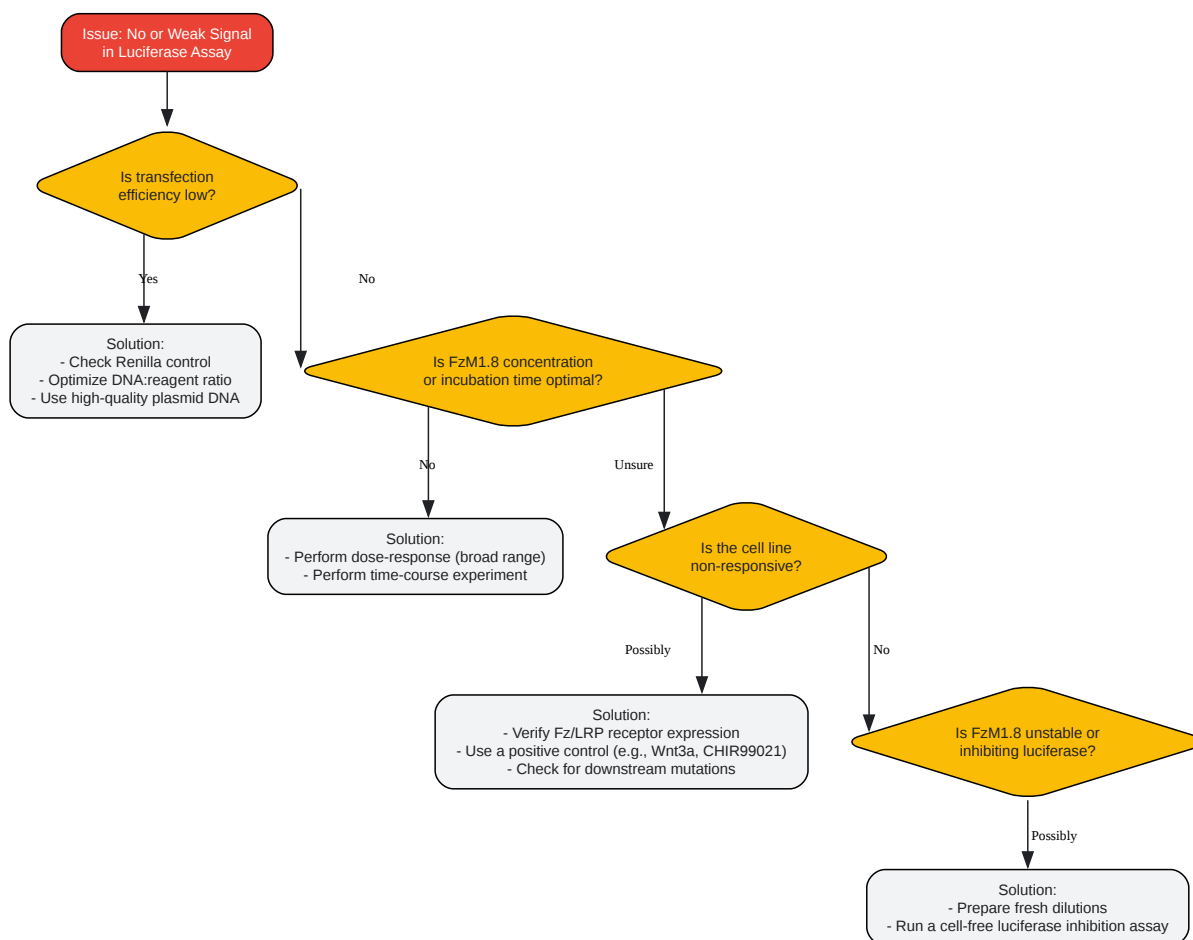 Issue: No or Weak Signal
in Luciferase Assay
Is transfection
efficiency low?
Yes
No
Solution:
- Check Renilla control
- Optimize DNA:reagent ratio
- Use high-quality plasmid DNA
Is FzM1.8 concentration
or incubation time optimal?
No
Unsure
Solution:
- Perform dose-response (broad range)
- Perform time-course experiment
Is the cell line
non-responsive?
Possibly
No
Solution:
- Verify Fz/LRP receptor expression
- Use a positive control (e.g., Wnt3a, CHIR99021)
- Check for downstream mutations
Is FzM1.8 unstable or
inhibiting luciferase?
Possibly
Solution:
- Prepare fresh dilutions
- Run a cell-free luciferase inhibition assay